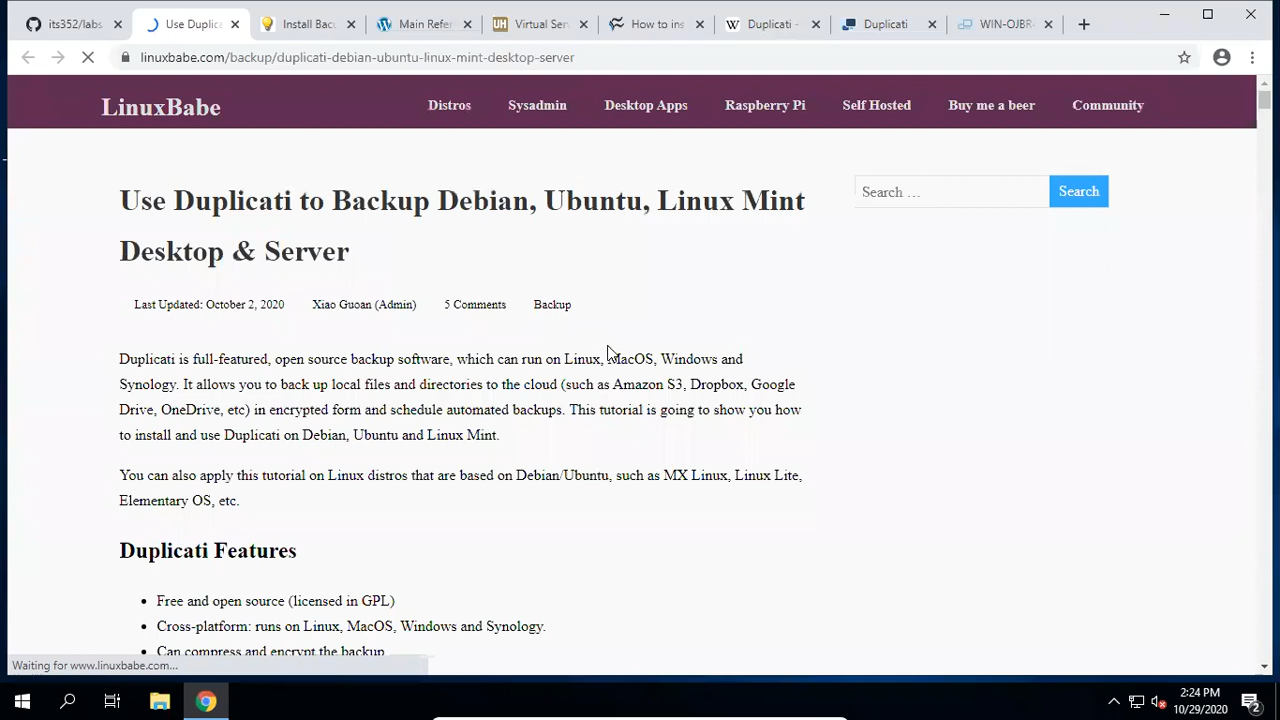 its352/labs
Use Duplica
Install Bac
Main Refer
Virtual Ser
How to ins
Duplicati -
Duplicati
WIN-OJBR
linuxbabe.com/backup/duplicati-debian-ubuntu-linux-mint-desktop-server
LinuxBabe
Distros
Sysadmin
Desktop Apps
Raspberry Pi
Self Hosted
Buy me a beer
Community
Use Duplicati to Backup Debian, Ubuntu, Linux Mint
Desktop & Server
Search …
Search
Last Updated: October 2, 2020
Xiao Guoan (Admin)
5 Comments
Backup
Duplicati is full-featured, open source backup software, which can run on Linux, MacOS, Windows and
Synology. It allows you to back up local files and directories to the cloud (such as Amazon S3, Dropbox, Google
Drive, OneDrive, etc) in encrypted form and schedule automated backups. This tutorial is going to show you how
to install and use Duplicati on Debian, Ubuntu and Linux Mint.
You can also apply this tutorial on Linux distros that are based on Debian/Ubuntu, such as MX Linux, Linux Lite,
Elementary OS, etc.
Duplicati Features
• Free and open source (licensed in GPL)
• Cross-platform: runs on Linux, MacOS, Windows and Synology.
• Can compress and encrypt the backup
Waiting for www.linuxbabe.com...
2:24 PM
10/29/2020
2